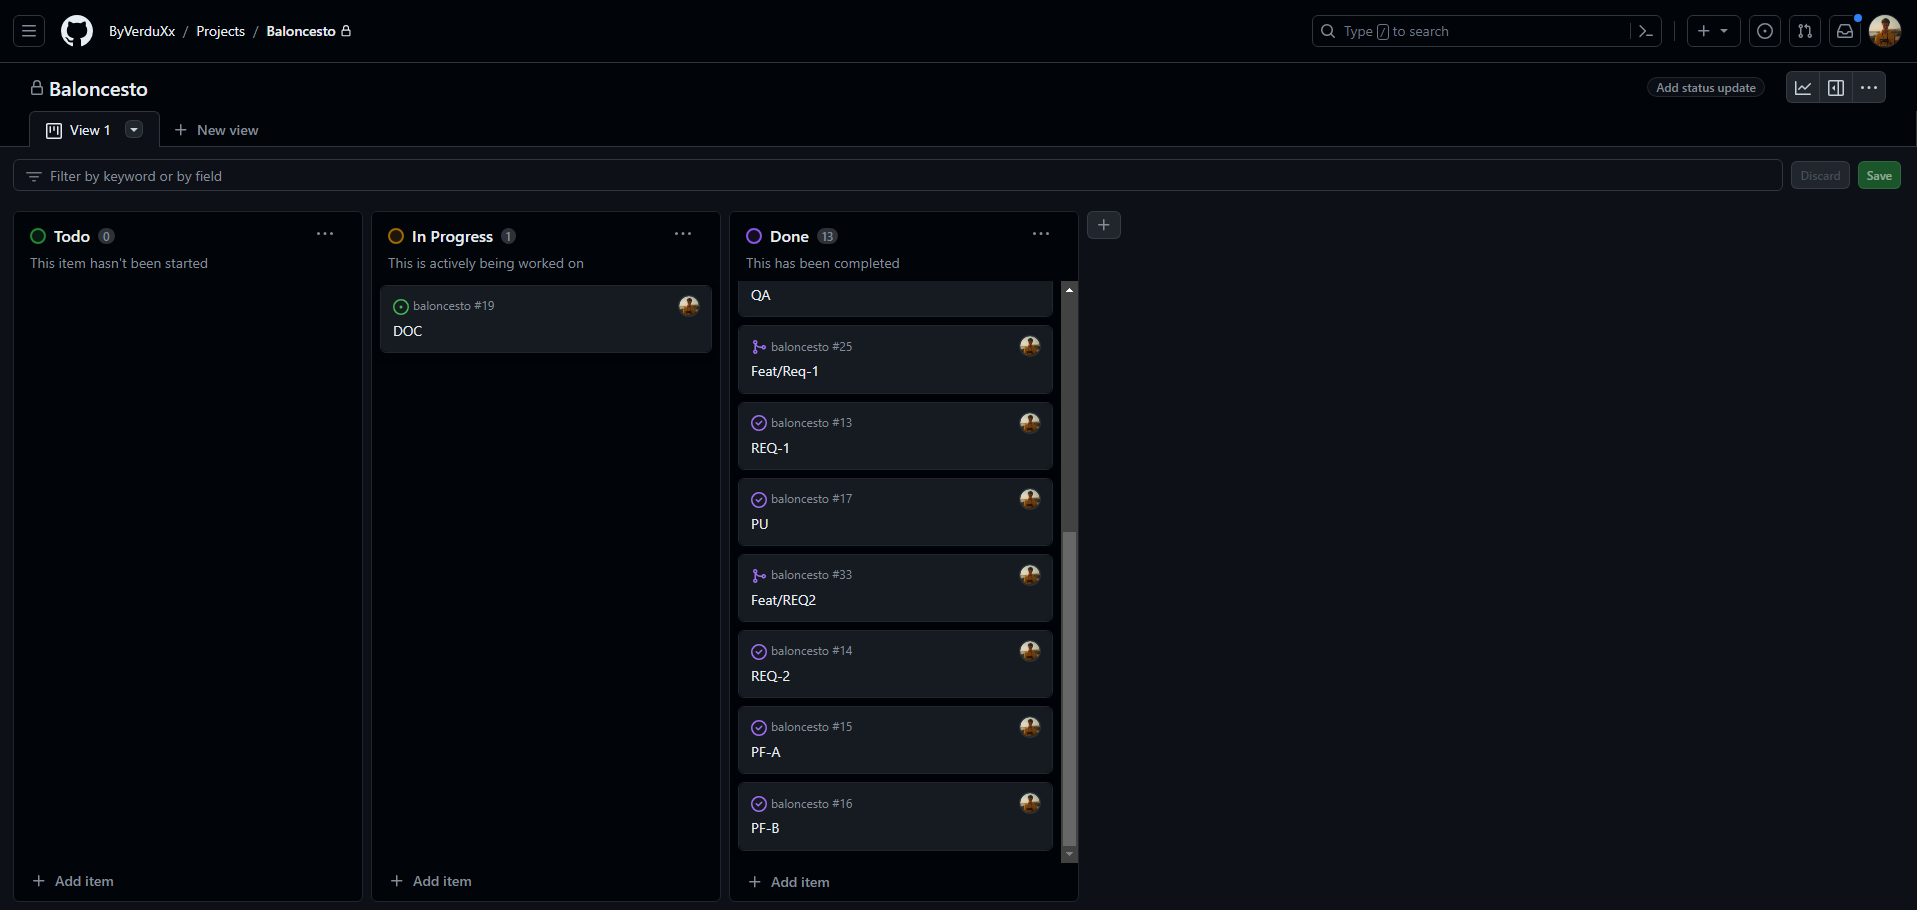 ByVerduXx / Projects / Baloncesto
Type / to search
Baloncesto
Add status update
View 1
New view
Filter by keyword or by field
Discard
Save
Todo 0
This item hasn't been started
Add item
In Progress 1
This is actively being worked on
baloncesto #19
DOC
Add item
Done 13
This has been completed
QA
baloncesto #25
Feat/Req-1
baloncesto #13
REQ-1
baloncesto #17
PU
baloncesto #33
Feat/REQ2
baloncesto #14
REQ-2
baloncesto #15
PF-A
baloncesto #16
PF-B
Add item